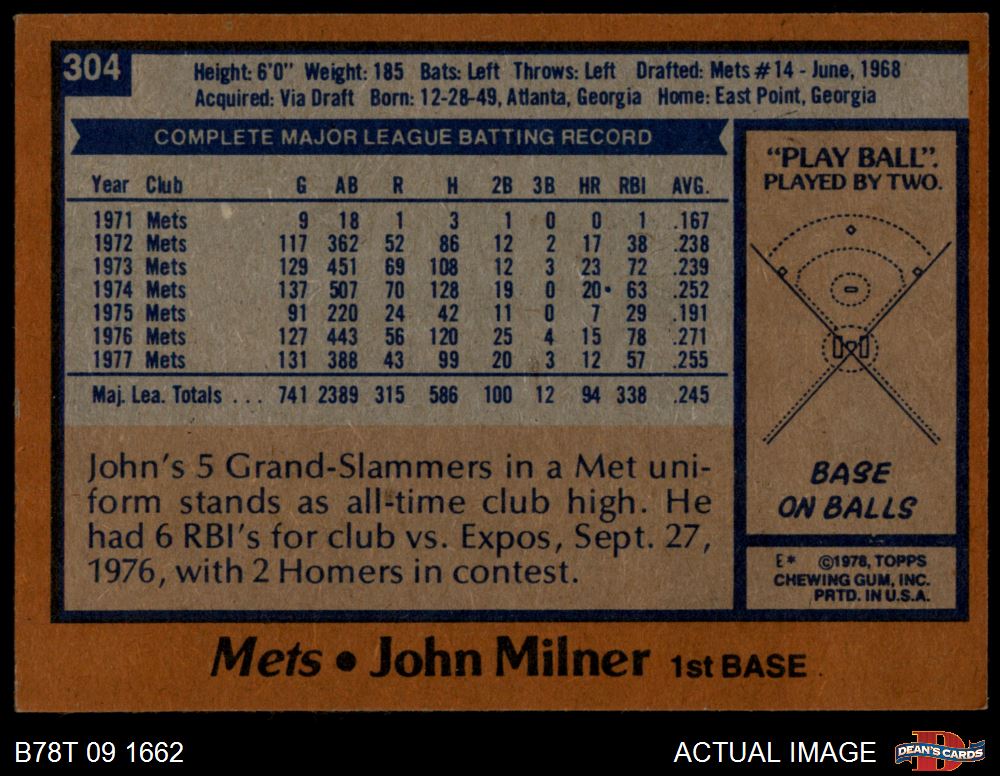 304
Height: 6'0" Weight: 185 Bats: Left Throws: Left Drafted: Mets #14 - June, 1968
Acquired: Via Draft Born: 12-28-49, Atlanta, Georgia Home: East Point, Georgia
COMPLETE MAJOR LEAGUE BATTING RECORD
Year Club G AB R H 2B 3B HR RBI AVG.
1971 Mets 9 18 1 3 1 0 0 1 .167
1972 Mets 117 362 52 86 12 2 17 38 .238
1973 Mets 129 451 69 108 12 3 23 72 .239
1974 Mets 137 507 70 128 19 0 20• 63 .252
1975 Mets 91 220 24 42 11 0 7 29 .191
1976 Mets 127 443 56 120 25 4 15 78 .271
1977 Mets 131 388 43 99 20 3 12 57 .255
Maj. Lea. Totals . . . 741 2389 315 586 100 12 94 338 .245
John's 5 Grand-Slammers in a Met uni-
form stands as all-time club high. He
had 6 RBI's for club vs. Expos, Sept. 27,
1976, with 2 Homers in contest.
"PLAY BALL".
PLAYED BY TWO.
BASE
ON BALLS
E* ©1978, TOPPS
CHEWING GUM, INC.
PRTD. IN U.S.A.
Mets • John Milner 1st BASE
B78T 09 1662
ACTUAL IMAGE
DEAN'S CARDS